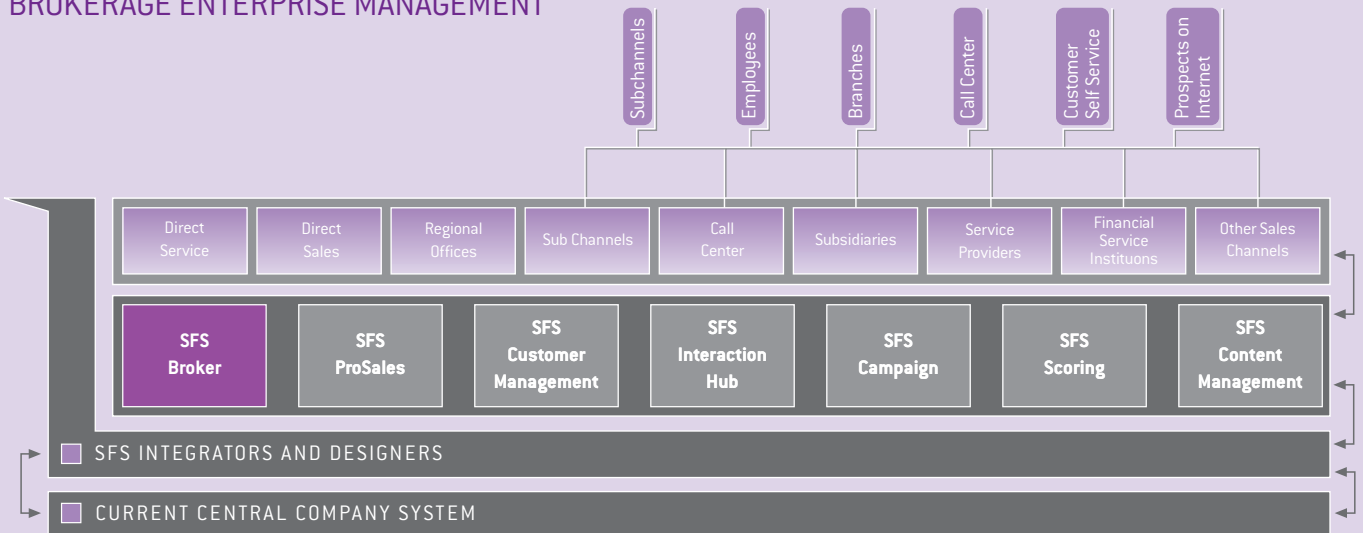 BROKERAGE ENTERPRISE MANAGEMENT
Subchannels
Employees
Branches
Call Center
Customer
Self Service
Prospects on
Internet
Direct
Service
Direct
Sales
Regional
Offices
Sub Channels
Call
Center
Subsidiaries
Service
Providers
Financial
Service
Instituons
Other Sales
Channels
SFS
Broker
SFS
ProSales
SFS
Customer
Management
SFS
Interaction
Hub
SFS
Campaign
SFS
Scoring
SFS
Content
Management
SFS INTEGRATORS AND DESIGNERS
CURRENT CENTRAL COMPANY SYSTEM